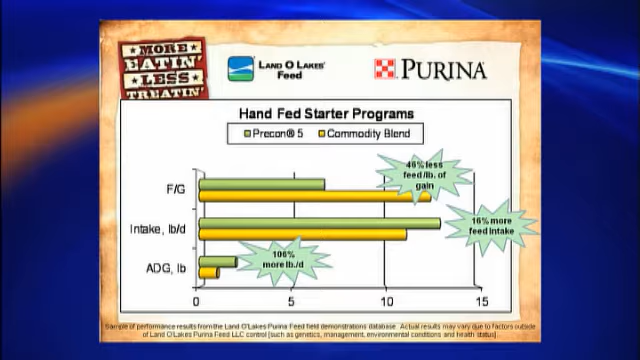 MORE
EATIN'
LESS
TREATIN'
LAND O LAKES®
Feed
PURINA
Hand Fed Starter Programs
Precon® 5 Commodity Blend
46% less
feed/lb. of
gain
F/G
16% more
feed intake
Intake, lb/d
106%
more lb./d
ADG, lb
0 5 10 15
Sample of performance results from the Land O'Lakes Purina Feed field demonstrations database. Actual results may vary due to factors outside
of Land O'Lakes Purina Feed LLC control [such as genetics, management, environmental conditions and health status].